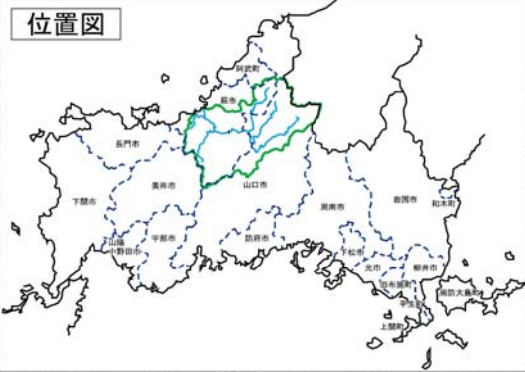 位置図
阿武町
萩市
長門市
美祢市
山口市
下関市
周南市
岩国市
和木町
山陽
小野田市
宇部市
防府市
下松市
光市
柳井市
田布施町
周防大島町
平生町
上関町